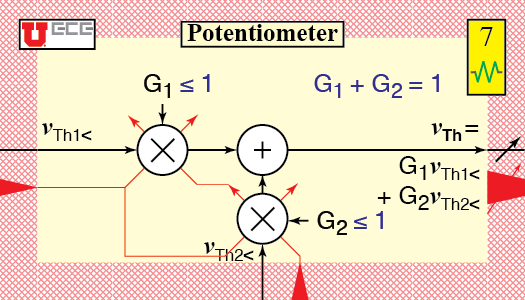 U ECE
Potentiometer
7
G1 ≤ 1
G1 + G2 = 1
vTh1<
vTh=
G1vTh1<
+ G2vTh2<
+
G2 ≤ 1
vTh2<